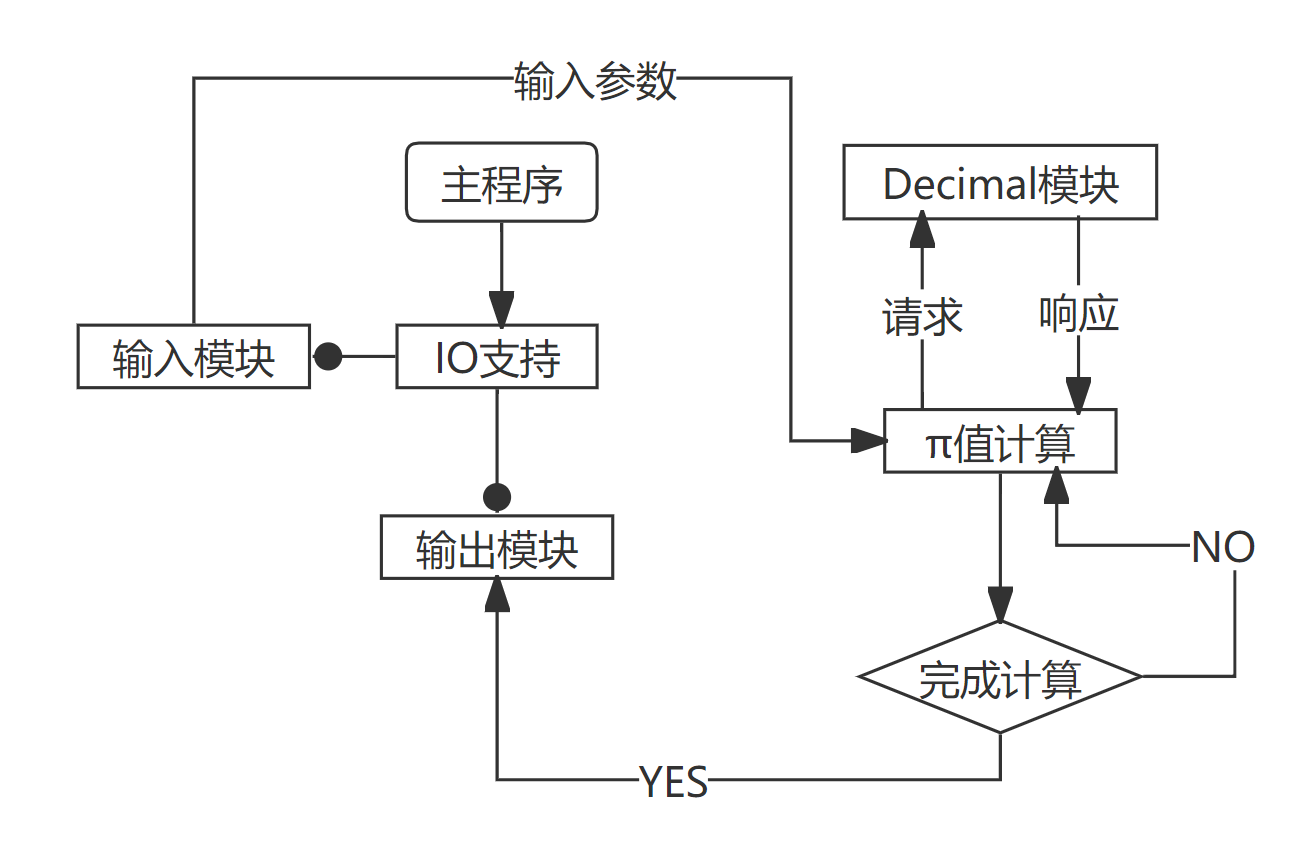 输入参数
主程序
Decimal模块
请求
响应
输入模块
IO支持
π值计算
输出模块
NO
完成计算
YES